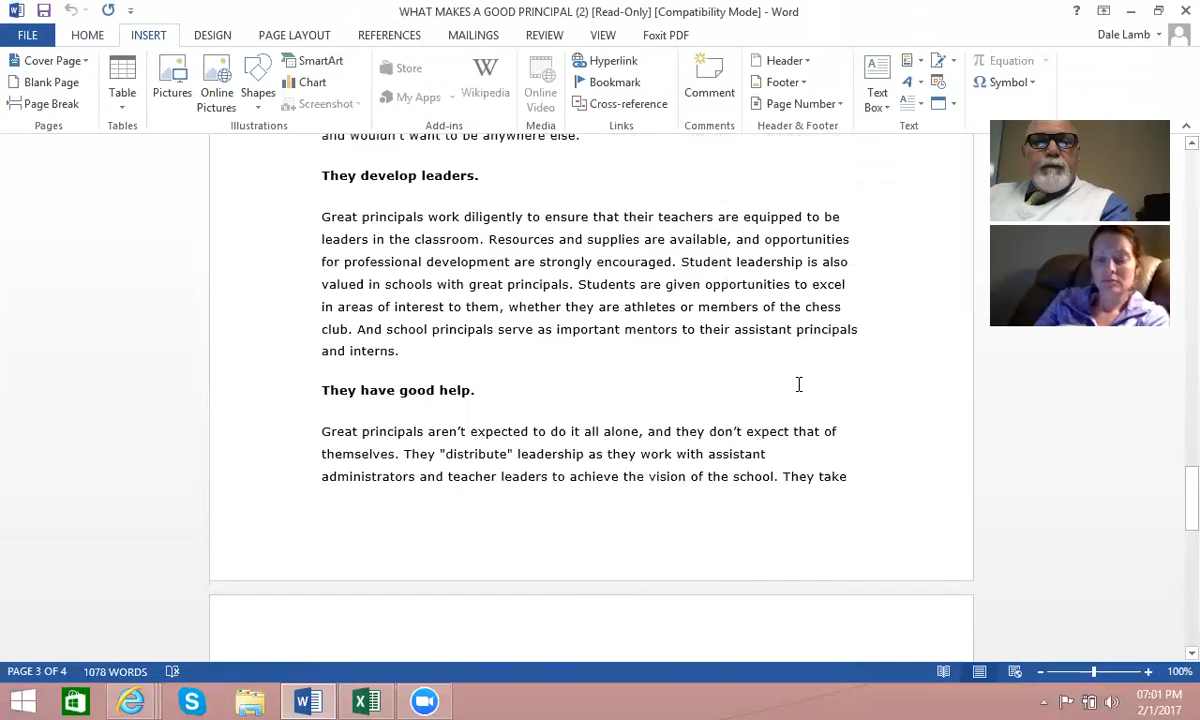 WHAT MAKES A GOOD PRINCIPAL (2) [Read-Only] [Compatibility Mode] - Word
FILE HOME INSERT DESIGN PAGE LAYOUT REFERENCES MAILINGS REVIEW VIEW Foxit PDF Dale Lamb
Cover Page
Blank Page
Page Break
Pages
Table
Tables
Pictures
Online Pictures
Shapes
SmartArt
Chart
Screenshot
Illustrations
Store
My Apps
Wikipedia
Add-ins
Online Video
Media
Hyperlink
Bookmark
Cross-reference
Links
Comment
Comments
Header
Footer
Page Number
Header & Footer
Text Box
Text
Equation
Symbol
Symbols
and wouldn't want to be anywhere else.
They develop leaders.
Great principals work diligently to ensure that their teachers are equipped to be
leaders in the classroom. Resources and supplies are available, and opportunities
for professional development are strongly encouraged. Student leadership is also
valued in schools with great principals. Students are given opportunities to excel
in areas of interest to them, whether they are athletes or members of the chess
club. And school principals serve as important mentors to their assistant principals
and interns.
They have good help.
Great principals aren't expected to do it all alone, and they don't expect that of
themselves. They "distribute" leadership as they work with assistant
administrators and teacher leaders to achieve the vision of the school. They take
PAGE 3 OF 4 1078 WORDS 100%
07:01 PM
2/1/2017